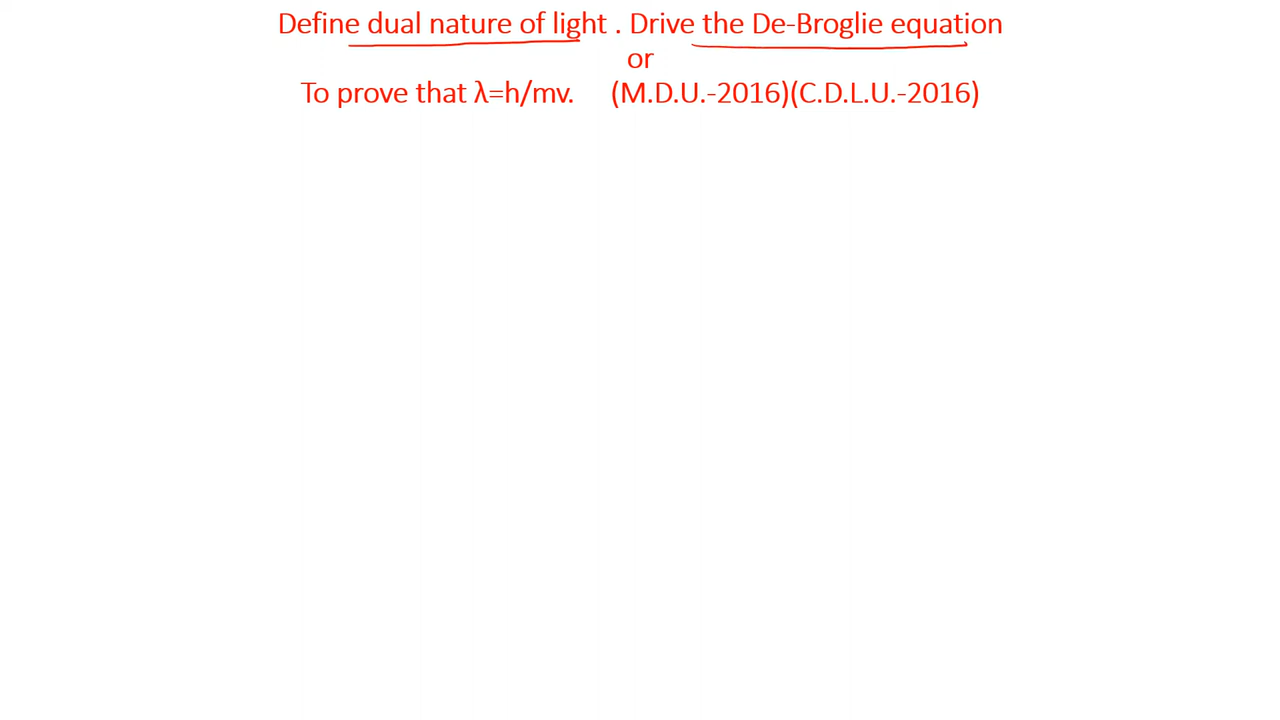 Define dual nature of light . Drive the De-Broglie equation
or
To prove that λ=h/mv. (M.D.U.-2016)(C.D.L.U.-2016)